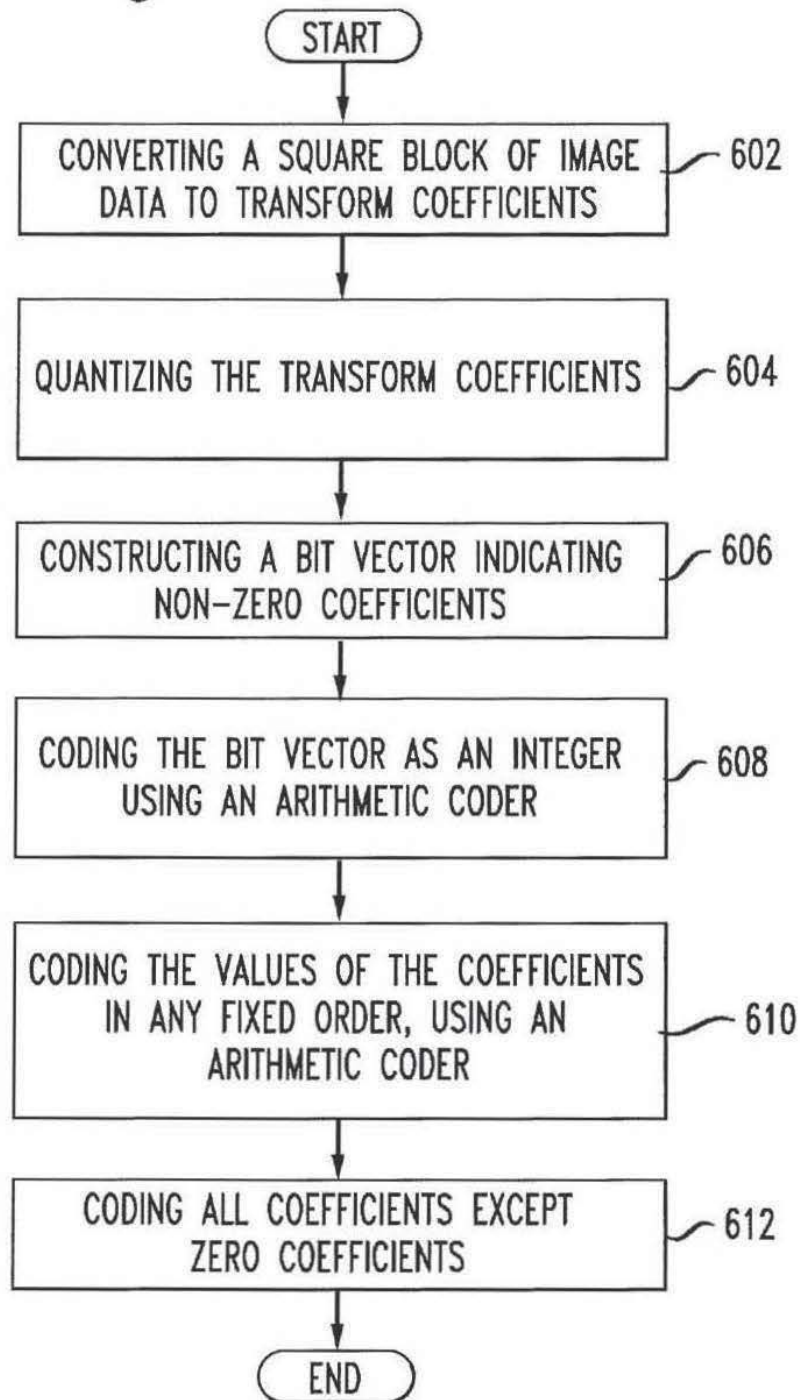 START
CONVERTING A SQUARE BLOCK OF IMAGE
DATA TO TRANSFORM COEFFICIENTS
602
QUANTIZING THE TRANSFORM COEFFICIENTS
604
CONSTRUCTING A BIT VECTOR INDICATING
NON-ZERO COEFFICIENTS
606
CODING THE BIT VECTOR AS AN INTEGER
USING AN ARITHMETIC CODER
608
CODING THE VALUES OF THE COEFFICIENTS
IN ANY FIXED ORDER, USING AN
ARITHMETIC CODER
610
CODING ALL COEFFICIENTS EXCEPT
ZERO COEFFICIENTS
612
END